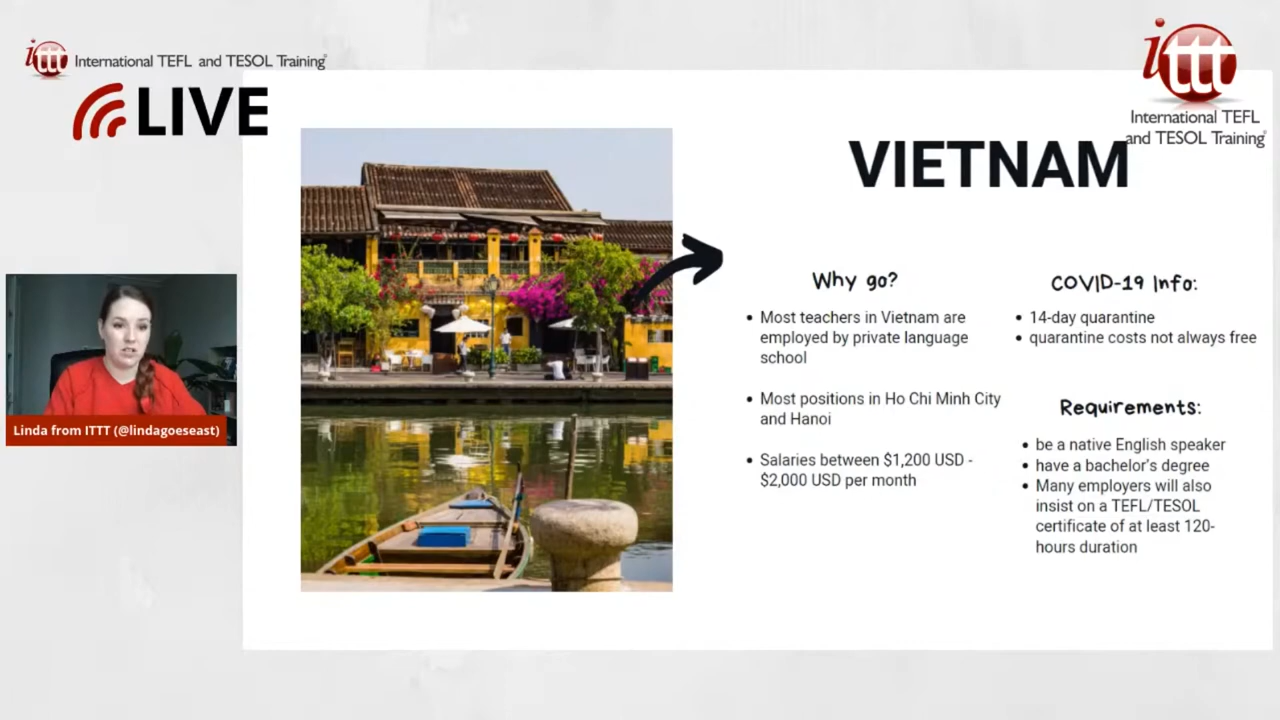 ittt International TEFL and TESOL Training
LIVE
ittt
International TEFL
and TESOL Training
VIETNAM
Why go?
• Most teachers in Vietnam are
employed by private language
school
• Most positions in Ho Chi Minh City
and Hanoi
• Salaries between $1,200 USD -
$2,000 USD per month
COVID-19 Info:
• 14-day quarantine
• quarantine costs not always free
Requirements:
• be a native English speaker
• have a bachelor's degree
• Many employers will also
insist on a TEFL/TESOL
certificate of at least 120-
hours duration
Linda from ITTT (@lindagoeseast)